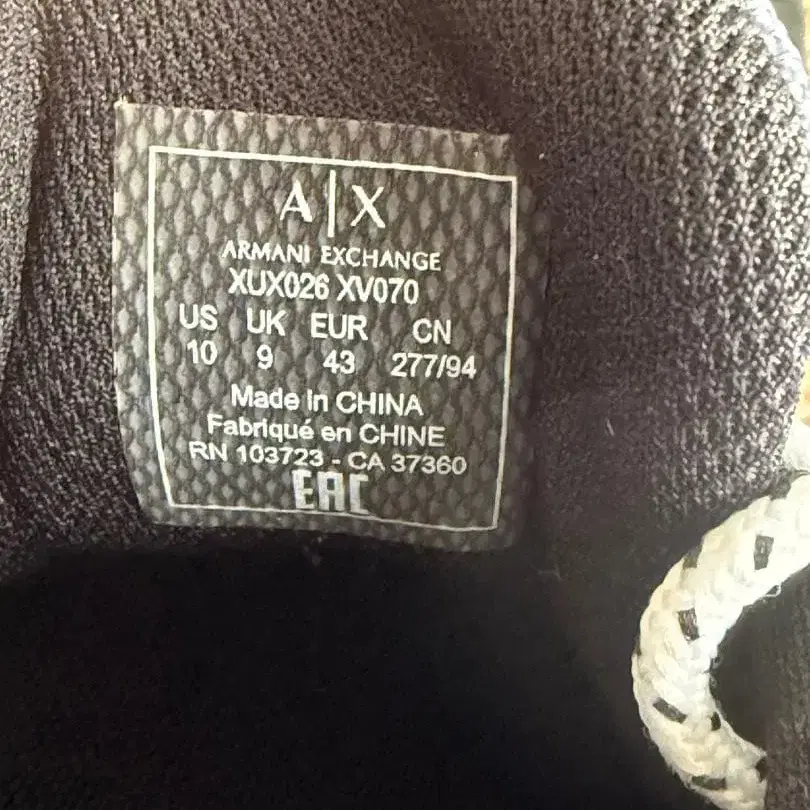 A|X
ARMANI EXCHANGE
XUX026 XV070
US UK EUR CN
10 9 43 277/94
Made in CHINA
Fabriqué en CHINE
RN 103723 - CA 37360
EAC